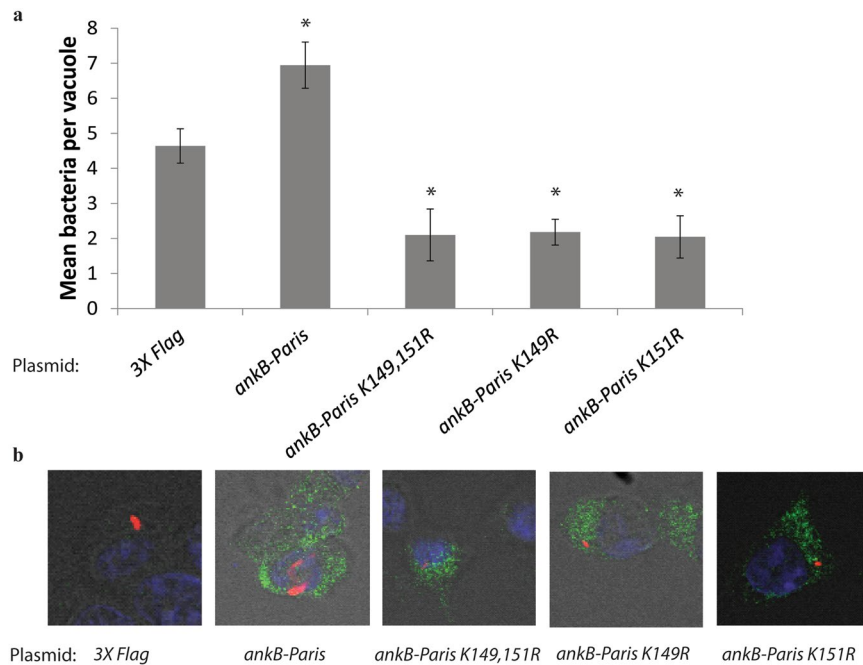 a
8
7
6
5
4
3
2
1
0
Mean bacteria per vacuole
*
*
*
*
Plasmid:
3X Flag
ankB-Paris
ankB-Paris K149,151R
ankB-Paris K149R
ankB-Paris K151R
b
Plasmid: 3X Flag ankB-Paris ankB-Paris K149,151R ankB-Paris K149R ankB-Paris K151R